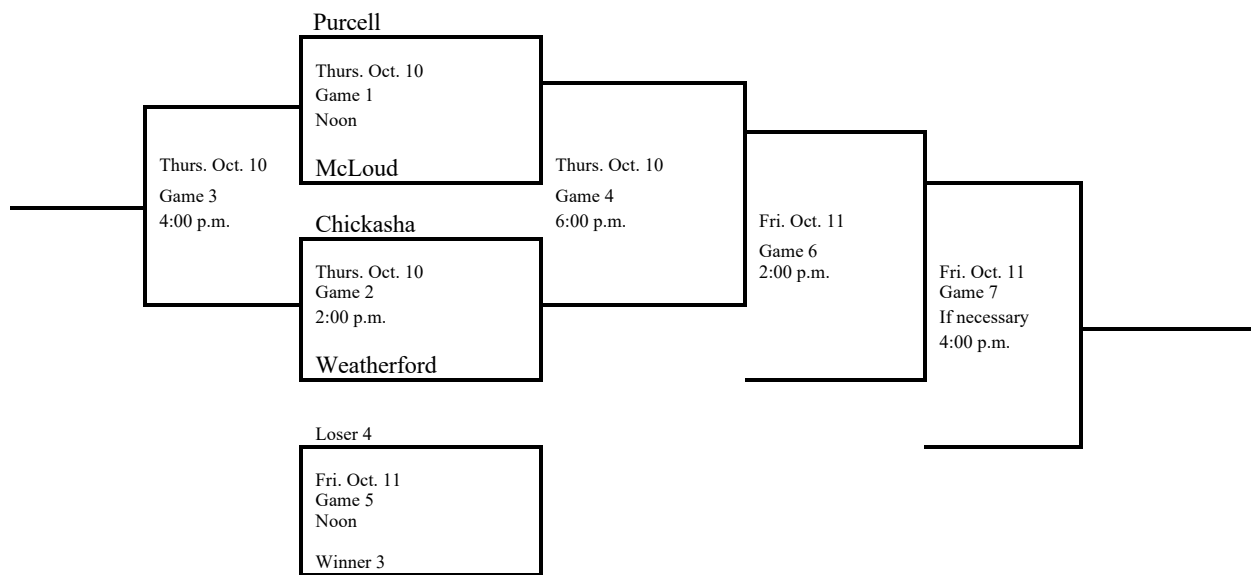 Purcell
Thurs. Oct. 10
Game 1
Noon
McLoud
Thurs. Oct. 10
Game 3
4:00 p.m.
Thurs. Oct. 10
Game 4
6:00 p.m.
Chickasha
Thurs. Oct. 10
Game 2
2:00 p.m.
Weatherford
Fri. Oct. 11
Game 6
2:00 p.m.
Fri. Oct. 11
Game 7
If necessary
4:00 p.m.
Loser 4
Fri. Oct. 11
Game 5
Noon
Winner 3